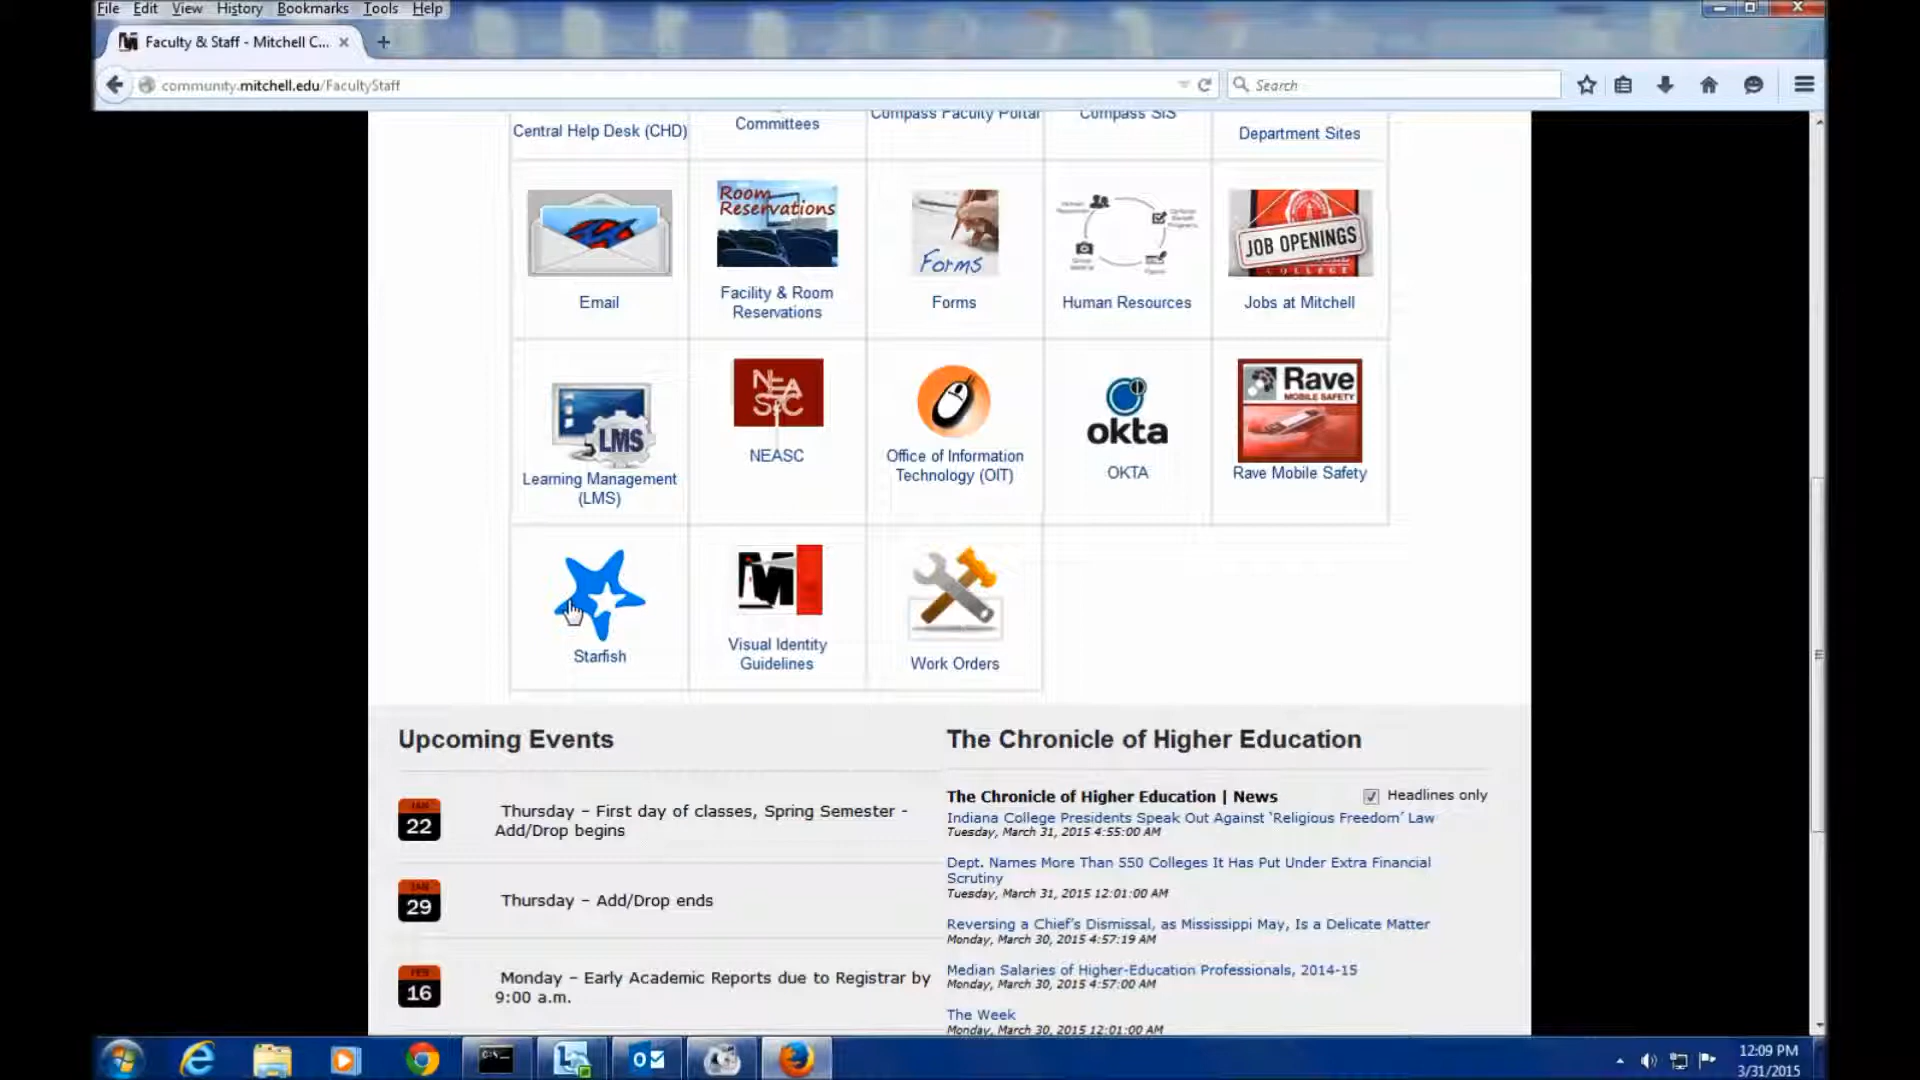 File Edit View History Bookmarks Tools Help
Faculty & Staff - Mitchell C...
community.mitchell.edu/FacultyStaff
Search
Compass Faculty Portal
Compass SIS
Central Help Desk (CHD)
Committees
Department Sites
Room
Reservations
Forms
JOB OPENINGS
COLLEGE
Email
Facility & Room
Reservations
Forms
Human Resources
Jobs at Mitchell
LMS
NEA
S&C
okta
Rave
MOBILE SAFETY
Learning Management
(LMS)
NEASC
Office of Information
Technology (OIT)
OKTA
Rave Mobile Safety
M
Starfish
Visual Identity
Guidelines
Work Orders
Upcoming Events
JAN
22
Thursday – First day of classes, Spring Semester -
Add/Drop begins
JAN
29
Thursday – Add/Drop ends
FEB
16
Monday – Early Academic Reports due to Registrar by
9:00 a.m.
The Chronicle of Higher Education
The Chronicle of Higher Education | News
Headlines only
Indiana College Presidents Speak Out Against ‘Religious Freedom’ Law
Tuesday, March 31, 2015 4:55:00 AM
Dept. Names More Than 550 Colleges It Has Put Under Extra Financial
Scrutiny
Tuesday, March 31, 2015 12:01:00 AM
Reversing a Chief’s Dismissal, as Mississippi May, Is a Delicate Matter
Monday, March 30, 2015 4:57:19 AM
Median Salaries of Higher-Education Professionals, 2014-15
Monday, March 30, 2015 4:57:00 AM
The Week
Monday, March 30, 2015 12:01:00 AM
12:09 PM
3/31/2015